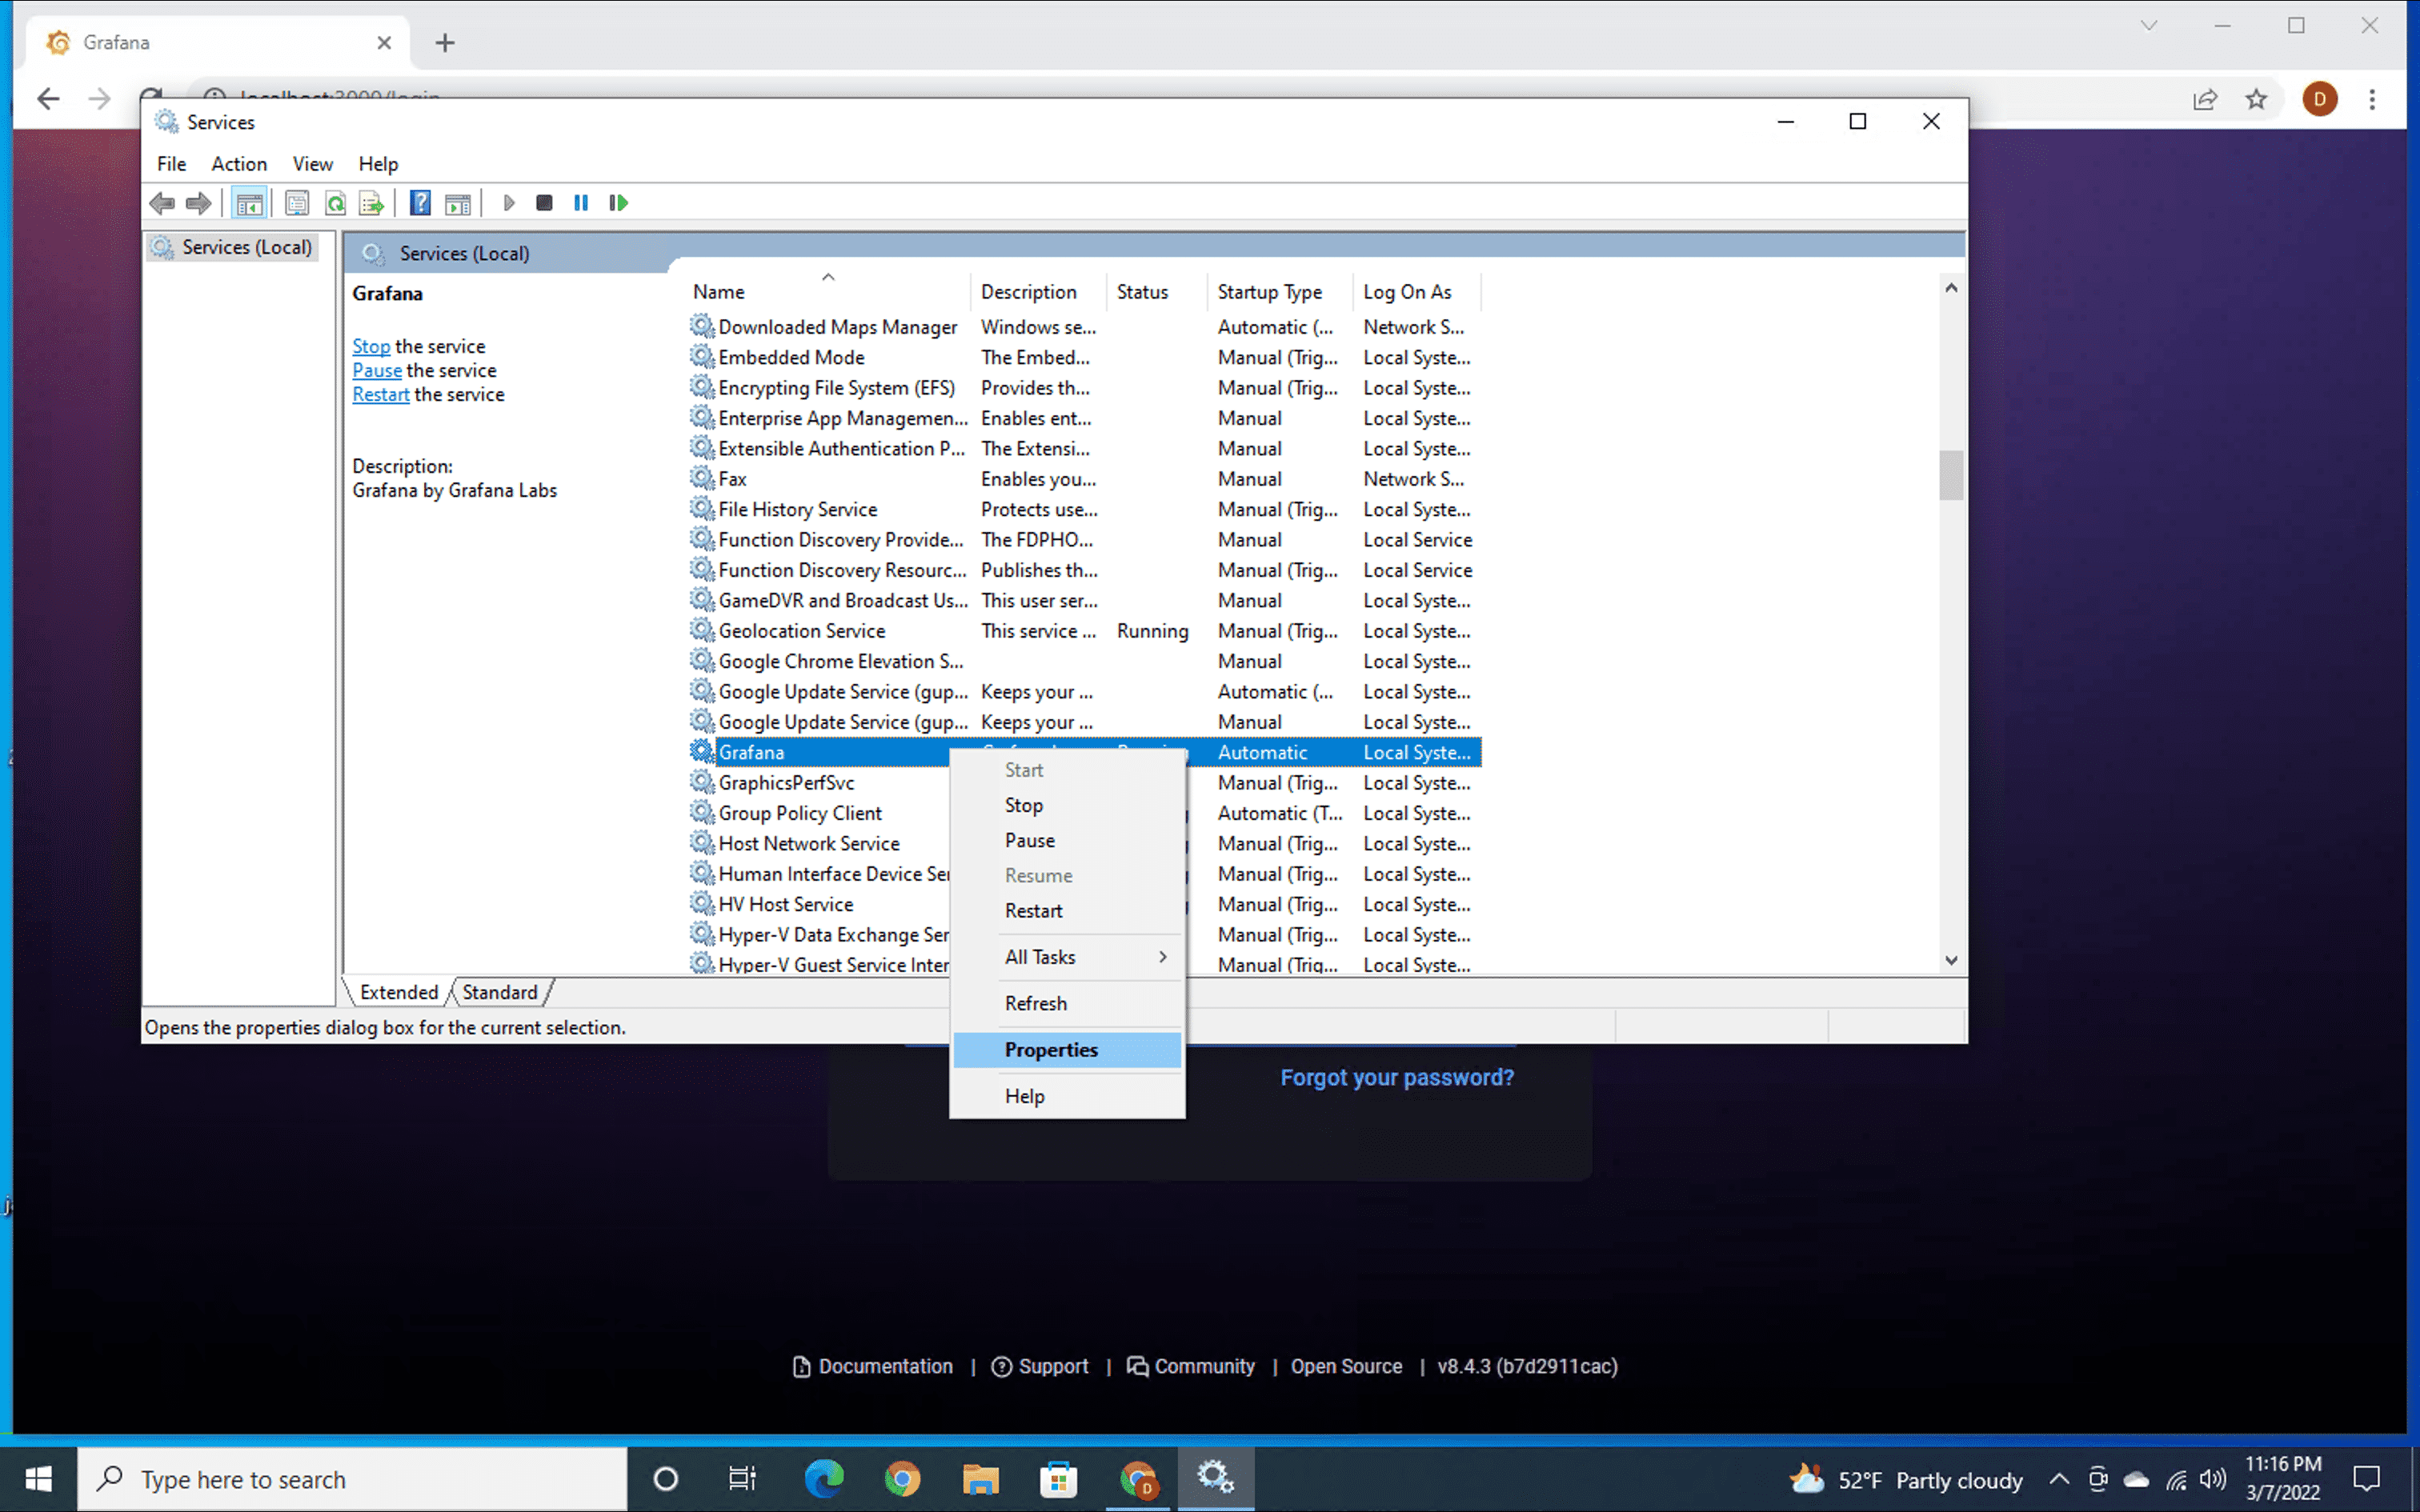 Grafana
localhost:3000/login
D
Services
File Action View Help
Services (Local)
Services (Local)
Grafana
Stop the service
Pause the service
Restart the service
Description:
Grafana by Grafana Labs
Name Description Status Startup Type Log On As
Downloaded Maps Manager Windows se... Automatic (... Network S...
Embedded Mode The Embed... Manual (Trig... Local Syste...
Encrypting File System (EFS) Provides th... Manual (Trig... Local Syste...
Enterprise App Managemen... Enables ent... Manual Local Syste...
Extensible Authentication P... The Extensi... Manual Local Syste...
Fax Enables you... Manual Network S...
File History Service Protects use... Manual (Trig... Local Syste...
Function Discovery Provide... The FDPHO... Manual Local Service
Function Discovery Resourc... Publishes th... Manual (Trig... Local Service
GameDVR and Broadcast Us... This user ser... Manual Local Syste...
Geolocation Service This service ... Running Manual (Trig... Local Syste...
Google Chrome Elevation S... Manual Local Syste...
Google Update Service (gup... Keeps your ... Automatic (... Local Syste...
Google Update Service (gup... Keeps your ... Manual Local Syste...
Grafana Automatic Local Syste...
GraphicsPerfSvc Manual (Trig... Local Syste...
Group Policy Client Automatic (T... Local Syste...
Host Network Service Manual (Trig... Local Syste...
Human Interface Device Ser Manual (Trig... Local Syste...
HV Host Service Manual (Trig... Local Syste...
Hyper-V Data Exchange Ser Manual (Trig... Local Syste...
Hyper-V Guest Service Inter Manual (Trig... Local Syste...
Start
Stop
Pause
Resume
Restart
All Tasks
Refresh
Properties
Help
Extended Standard
Opens the properties dialog box for the current selection.
Forgot your password?
Documentation | Support | Community | Open Source | v8.4.3 (b7d2911cac)
Type here to search
D
52°F Partly cloudy
11:16 PM
3/7/2022